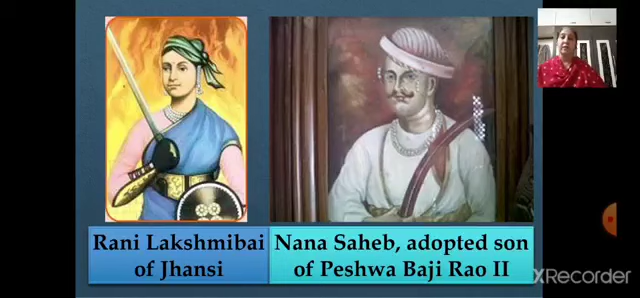 Rani Lakshmibai
of Jhansi
Nana Saheb, adopted son
of Peshwa Baji Rao II
XRecorder